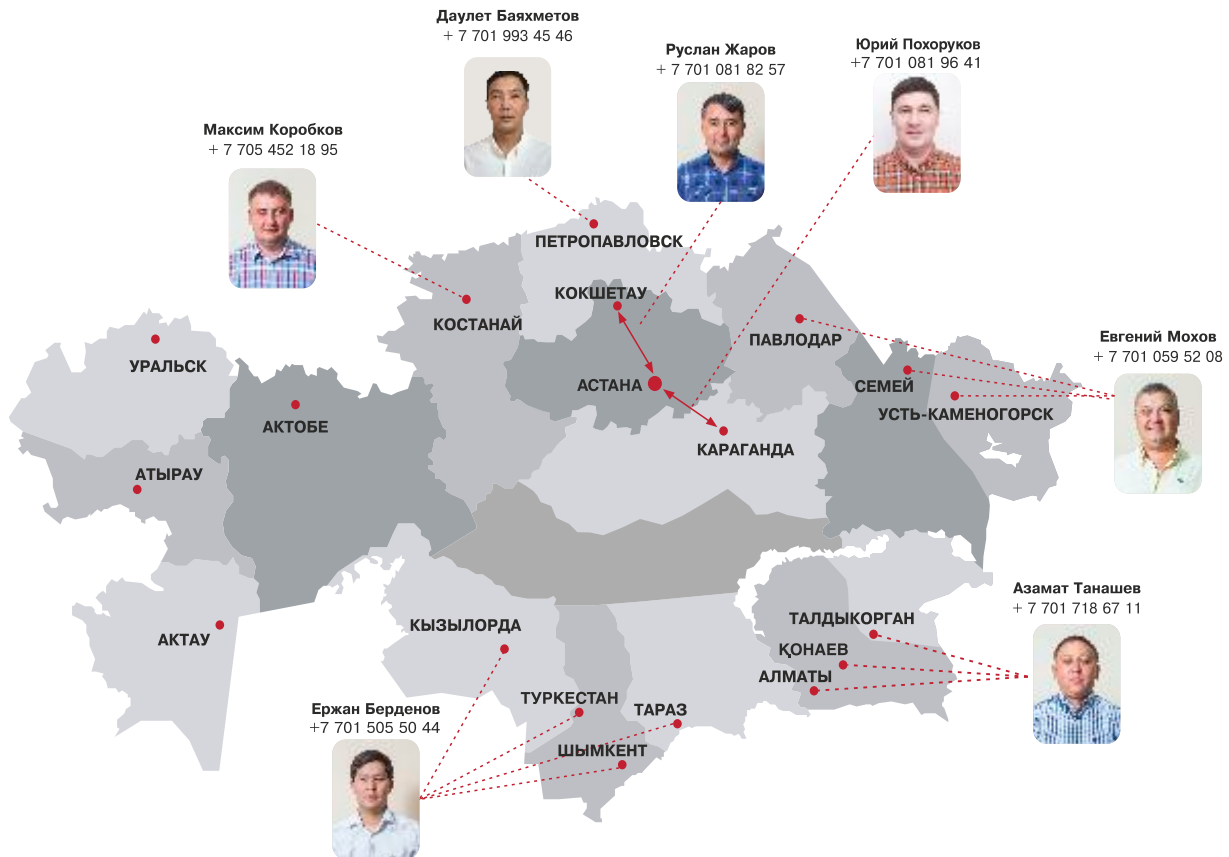 Даулет Баяхметов
+ 7 701 993 45 46
Руслан Жаров
+ 7 701 081 82 57
Юрий Похоруков
+7 701 081 96 41
Максим Коробков
+ 7 705 452 18 95
ПЕТРОПАВЛОВСК
КОКШЕТАУ
КОСТАНАЙ
ПАВЛОДАР
Евгений Мохов
+ 7 701 059 52 08
УРАЛЬСК
АСТАНА
СЕМЕЙ
УСТЬ-КАМЕНОГОРСК
АКТОБЕ
КАРАГАНДА
АТЫРАУ
Азамат Танашев
+ 7 701 718 67 11
ТАЛДЫКОРГАН
КЫЗЫЛОРДА
АКТАУ
ҚОНАЕВ
АЛМАТЫ
ТУРКЕСТАН
ТАРАЗ
Ержан Берденов
+7 701 505 50 44
ШЫМКЕНТ